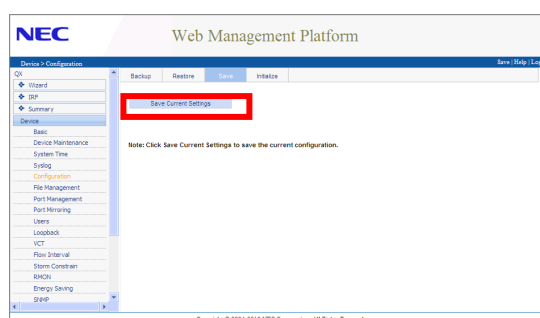 NEC
Web Management Platform
Device > Configuration
Save | Help |
QX
Wizard
IRF
Summary
Device
Basic
Device Maintenance
System Time
Syslog
Configuration
File Management
Port Management
Port Mirroring
Users
Loopback
VCT
Flow Interval
Storm Constrain
RMON
Energy Saving
SNMP
Backup Restore Save Initialize
Save Current Settings
Note: Click Save Current Settings to save the current configuration.